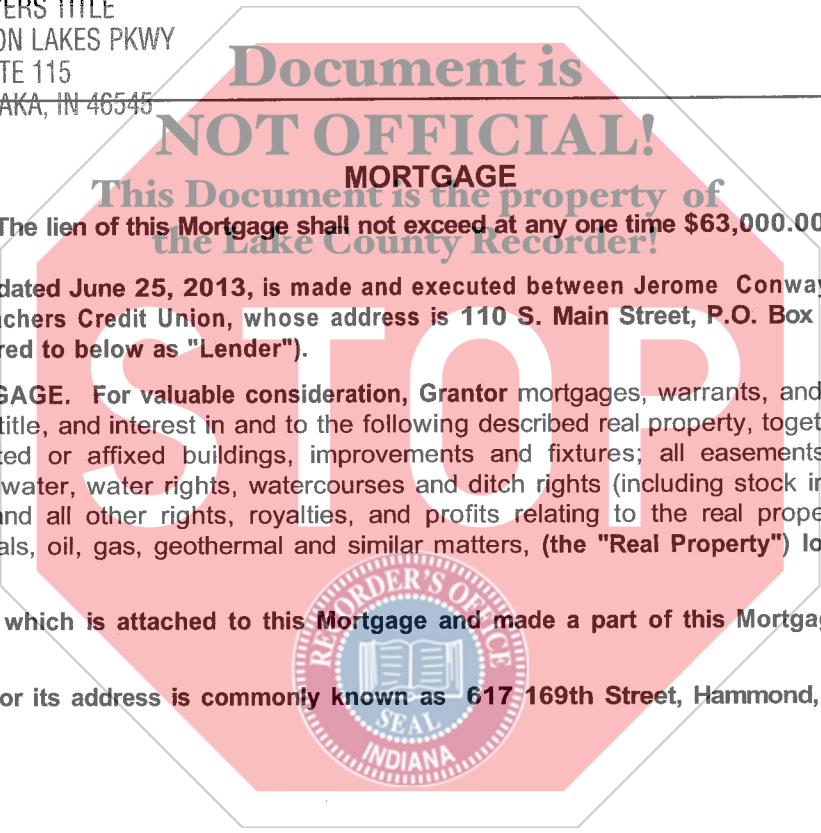 ERS TITLE
ON LAKES PKWY
TE 115
AKA, IN 46545
Document is
NOT OFFICIAL!
MORTGAGE
This Document is the property of
The lien of this Mortgage shall not exceed at any one time $63,000.00
the Lake County Recorder!
dated June 25, 2013, is made and executed between Jerome Conway
chers Credit Union, whose address is 110 S. Main Street, P.O. Box
red to below as "Lender").
GAGE. For valuable consideration, Grantor mortgages, warrants, and
title, and interest in and to the following described real property, toget
ted or affixed buildings, improvements and fixtures; all easements
water, water rights, watercourses and ditch rights (including stock in
and all other rights, royalties, and profits relating to the real prope
als, oil, gas, geothermal and similar matters, (the "Real Property") lo
STOP
which is attached to this Mortgage and made a part of this Mortgag
or its address is commonly known as 617 169th Street, Hammond,
RECORDER'S OFFICE
SEAL
INDIANA